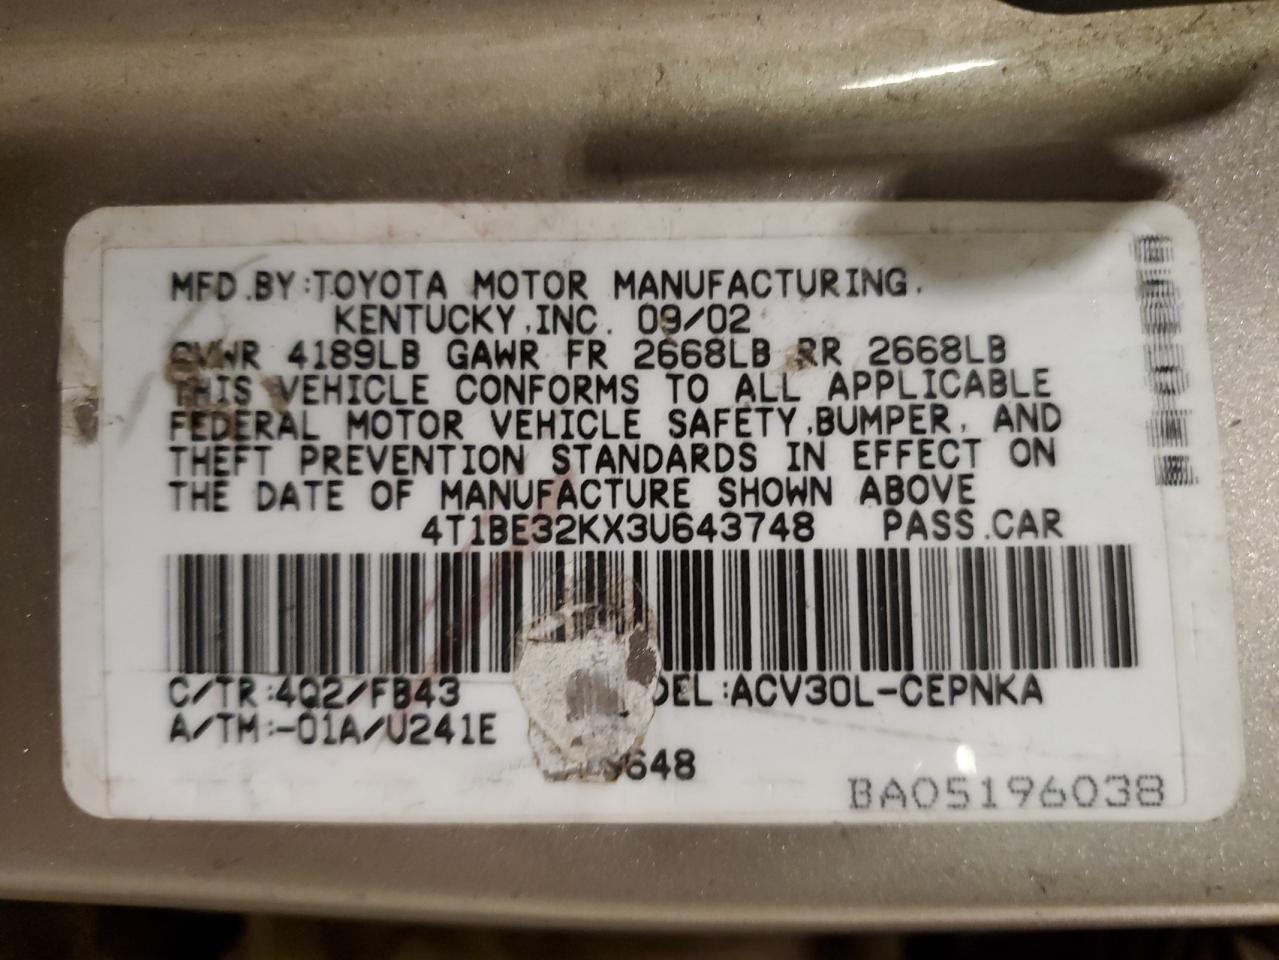 MFD.BY:TOYOTA MOTOR MANUFACTURING,
KENTUCKY,INC. 09/02
GVWR 4189LB GAWR FR 2668LB RR 2668LB
THIS VEHICLE CONFORMS TO ALL APPLICABLE
FEDERAL MOTOR VEHICLE SAFETY,BUMPER, AND
THEFT PREVENTION STANDARDS IN EFFECT ON
THE DATE OF MANUFACTURE SHOWN ABOVE
4T1BE32KX3U643748 PASS.CAR
C/TR:4Q2/FB43 DEL:ACV30L-CEPNKA
A/TM:-01A/U241E
648
BA05196038